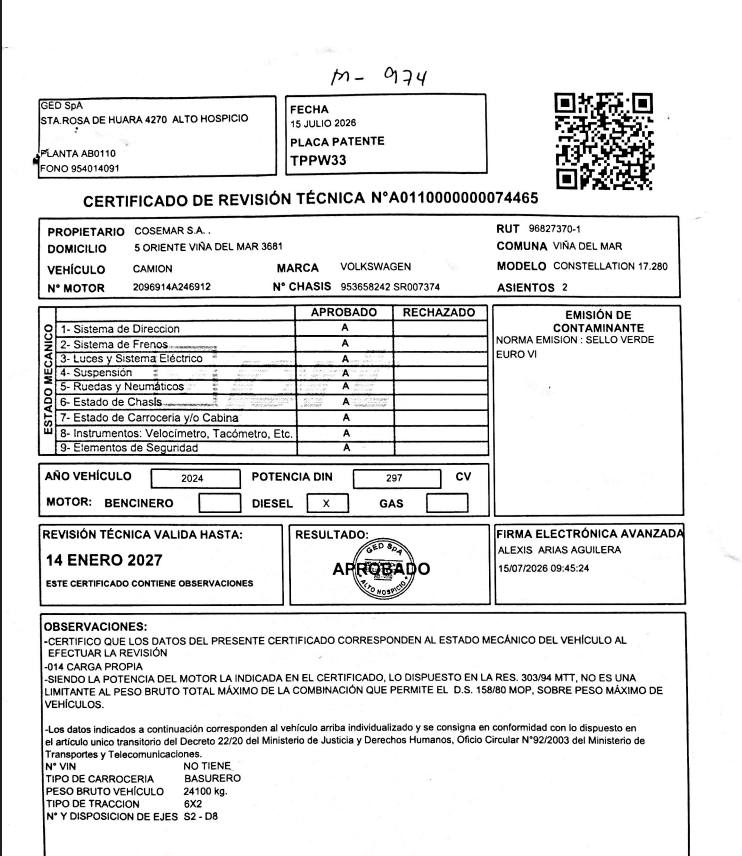 m- 974
GED SpA
STA.ROSA DE HUARA 4270 ALTO HOSPICIO
PLANTA AB0110
FONO 954014091
FECHA
15 JULIO 2026
PLACA PATENTE
TPPW33
CERTIFICADO DE REVISIÓN TÉCNICA N°A0110000000074465
PROPIETARIO COSEMAR S.A. .
RUT 96827370-1
DOMICILIO 5 ORIENTE VIÑA DEL MAR 3681
COMUNA VIÑA DEL MAR
VEHÍCULO CAMION MARCA VOLKSWAGEN MODELO CONSTELLATION 17.280
N° MOTOR 2096914A246912 N° CHASIS 953658242 SR007374 ASIENTOS 2
ESTADO MECÁNICO
APROBADO RECHAZADO
1- Sistema de Direccion A
2- Sistema de Frenos A
3- Luces y Sistema Eléctrico A
4- Suspensión A
5- Ruedas y Neumáticos A
6- Estado de Chasis A
7- Estado de Carroceria y/o Cabina A
8- Instrumentos: Velocímetro, Tacómetro, Etc. A
9- Elementos de Seguridad A
EMISIÓN DE
CONTAMINANTE
NORMA EMISION : SELLO VERDE
EURO VI
AÑO VEHÍCULO 2024 POTENCIA DIN 297 CV
MOTOR: BENCINERO DIESEL X GAS
REVISIÓN TÉCNICA VALIDA HASTA:
14 ENERO 2027
ESTE CERTIFICADO CONTIENE OBSERVACIONES
RESULTADO:
GED SpA
APROBADO
ALTO HOSPICIO
FIRMA ELECTRÓNICA AVANZADA
ALEXIS ARIAS AGUILERA
15/07/2026 09:45:24
OBSERVACIONES:
-CERTIFICO QUE LOS DATOS DEL PRESENTE CERTIFICADO CORRESPONDEN AL ESTADO MECÁNICO DEL VEHÍCULO AL
EFECTUAR LA REVISIÓN
-014 CARGA PROPIA
-SIENDO LA POTENCIA DEL MOTOR LA INDICADA EN EL CERTIFICADO, LO DISPUESTO EN LA RES. 303/94 MTT, NO ES UNA
LIMITANTE AL PESO BRUTO TOTAL MÁXIMO DE LA COMBINACIÓN QUE PERMITE EL D.S. 158/80 MOP, SOBRE PESO MÁXIMO DE
VEHÍCULOS.
-Los datos indicados a continuación corresponden al vehículo arriba individualizado y se consigna en conformidad con lo dispuesto en
el artículo unico transitorio del Decreto 22/20 del Ministerio de Justicia y Derechos Humanos, Oficio Circular N°92/2003 del Ministerio de
Transportes y Telecomunicaciones.
N° VIN NO TIENE
TIPO DE CARROCERIA BASURERO
PESO BRUTO VEHÍCULO 24100 kg.
TIPO DE TRACCION 6X2
N° Y DISPOSICION DE EJES S2 - D8